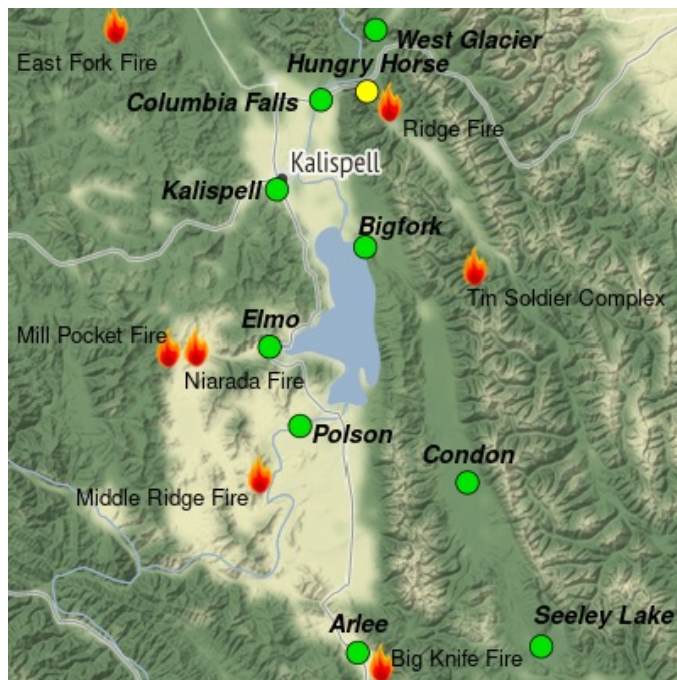 West Glacier
East Fork Fire
Hungry Horse
Columbia Falls
Ridge Fire
Kalispell
Kalispell
Bigfork
Tin Soldier Complex
Elmo
Mill Pocket Fire
Niarada Fire
Polson
Condon
Middle Ridge Fire
Seeley Lake
Arlee
Big Knife Fire